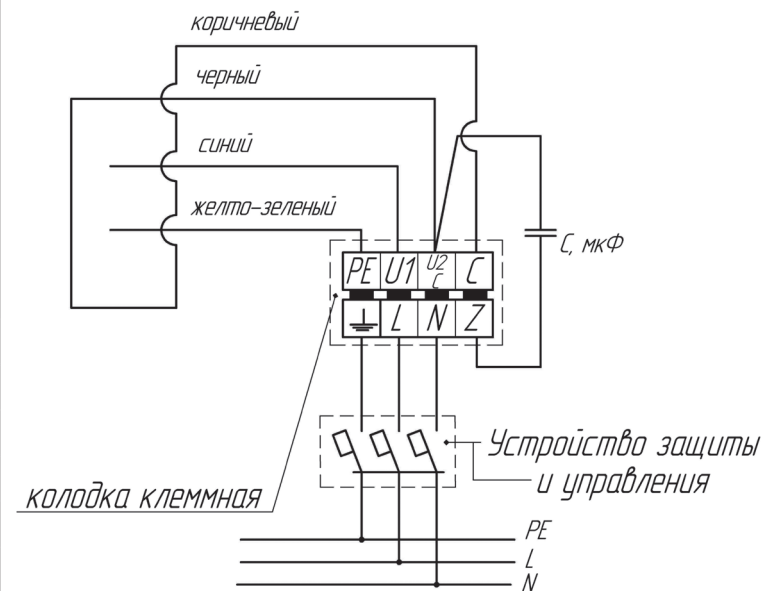 коричневый
черный
синий
желто-зеленый
PE U1 U2 C C
L N Z
C, мкФ
Устройство защиты
и управления
колодка клеммная
PE
L
N